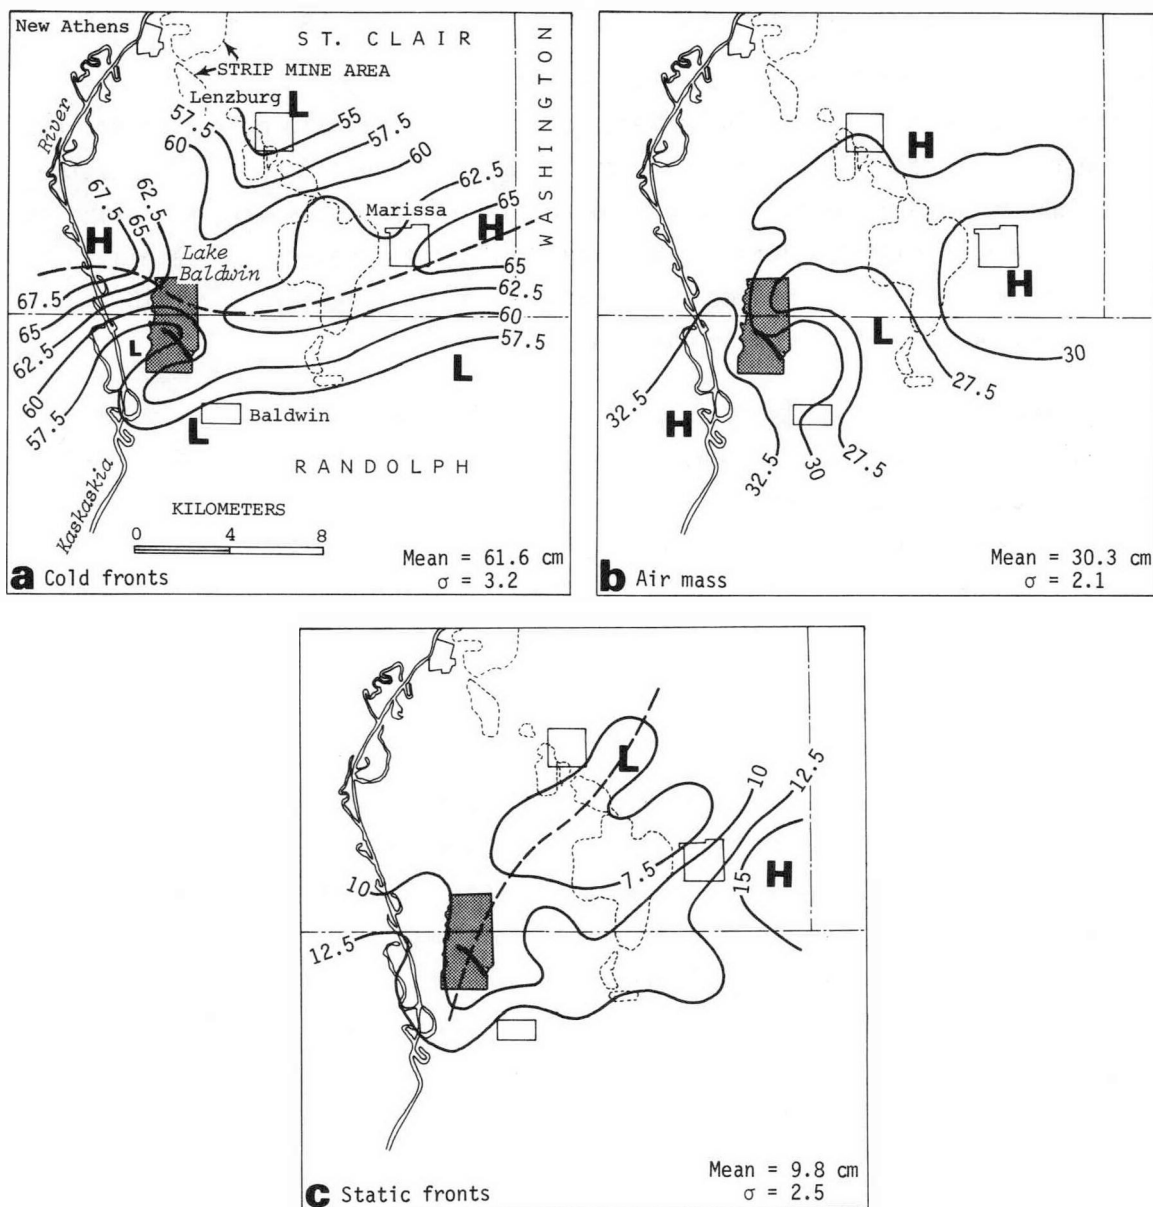 New Athens
ST. CLAIR
WASHINGTON
STRIP MINE AREA
Lenzburg
L
River
57.5
55
57.5
60
60
62.5
67.5
62.5
67.5
65
Marissa
65
H
H
Lake
Baldwin
65
67.5
62.5
65
60
62.5
57.5
L
60
L
57.5
L
Baldwin
RANDOLPH
Kaskaskia
KILOMETERS
0 4 8
Mean = 61.6 cm
a Cold fronts
σ = 3.2
H
H
L
30
32.5
27.5
H
27.5
30
32.5
Mean = 30.3 cm
b Air mass
σ = 2.1
L
10
12.5
7.5
H
15
10
12.5
Mean = 9.8 cm
c Static fronts
σ = 2.5